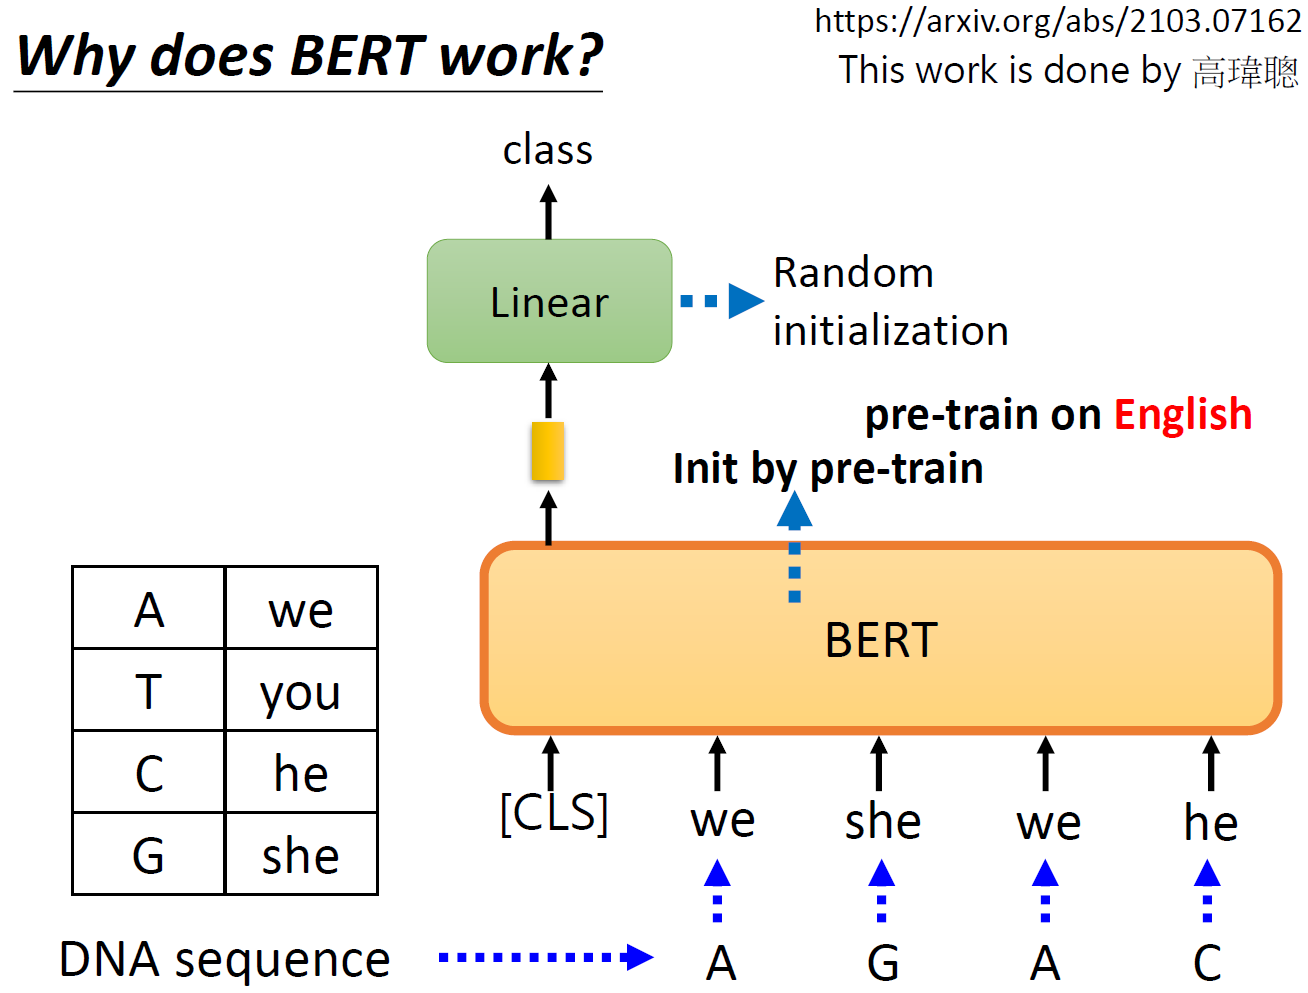 Why does BERT work?
https://arxiv.org/abs/2103.07162
This work is done by 高瑋聰
class
Linear
Random
initialization
pre-train on English
Init by pre-train
BERT
A we
T you
C he
G she
[CLS] we she we he
DNA sequence A G A C